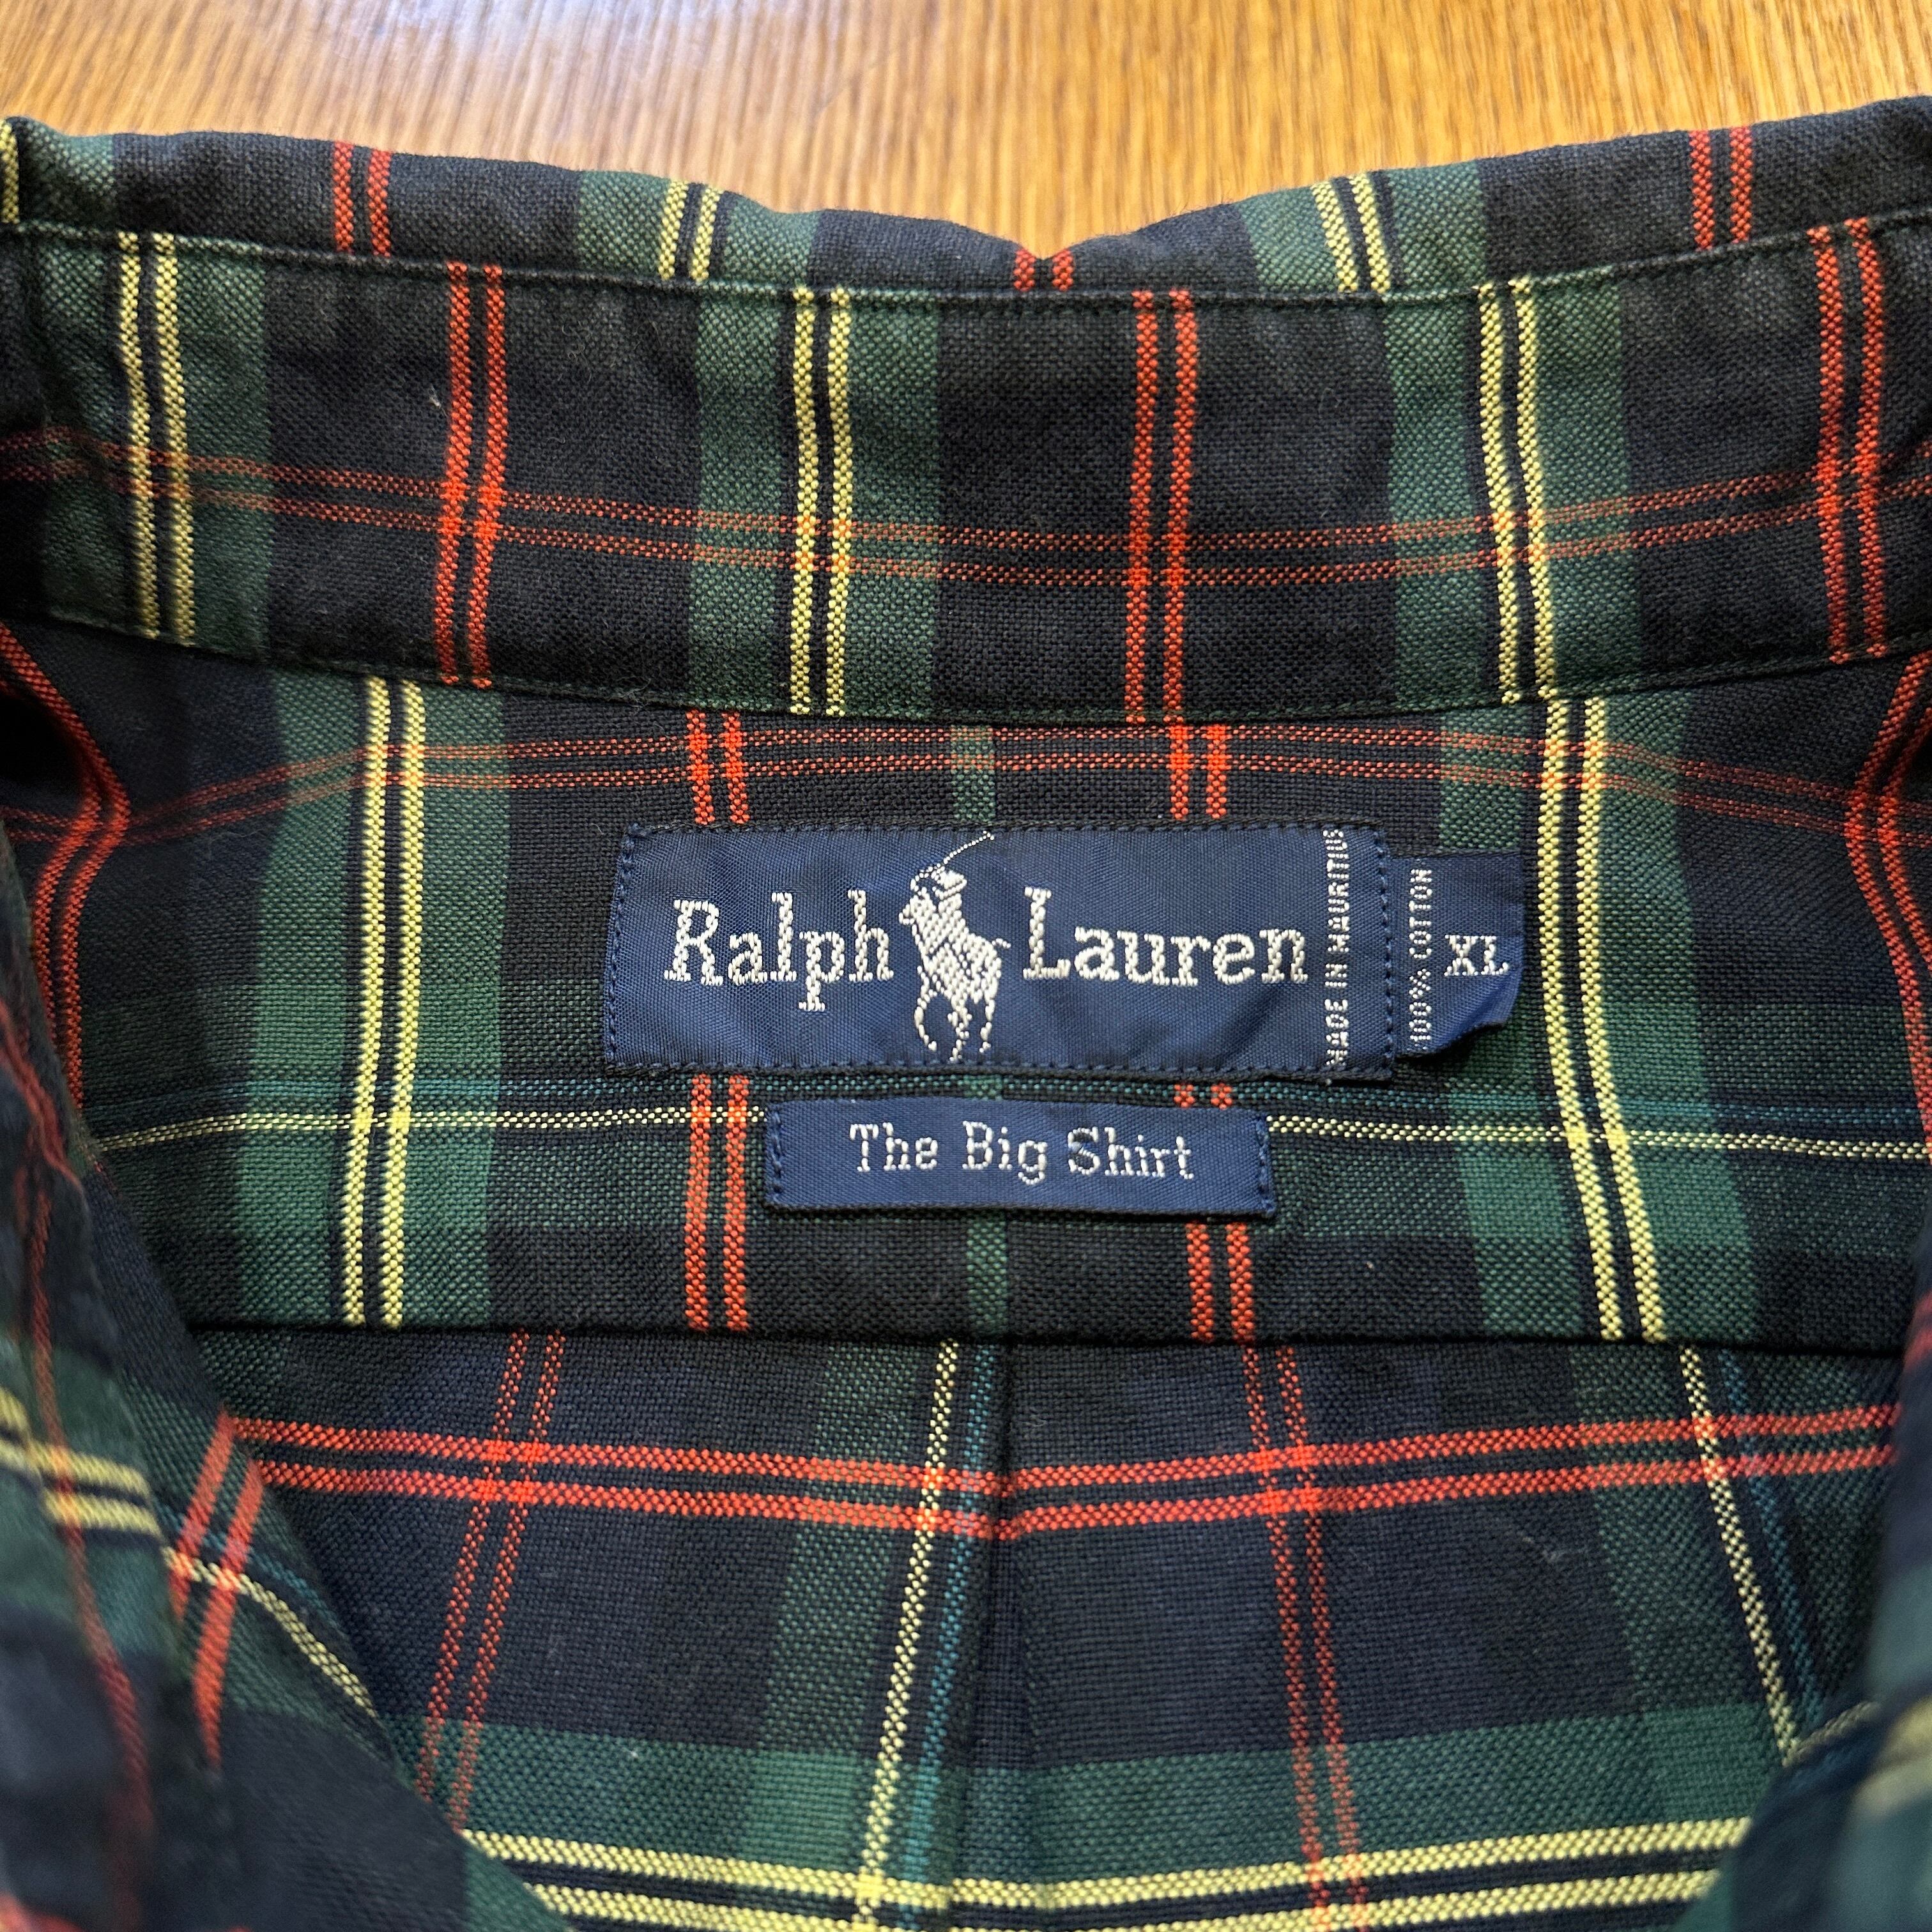 Ralph Lauren
MADE IN MAURITIUS
100% COTTON
XL
The Big Shirt